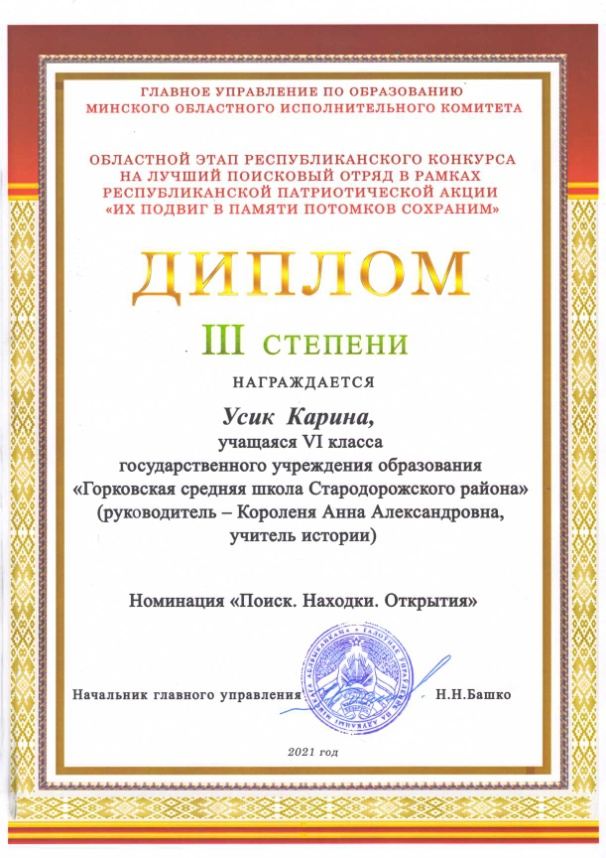 ГЛАВНОЕ УПРАВЛЕНИЕ ПО ОБРАЗОВАНИЮ
МИНСКОГО ОБЛАСТНОГО ИСПОЛНИТЕЛЬНОГО КОМИТЕТА
ОБЛАСТНОЙ ЭТАП РЕСПУБЛИКАНСКОГО КОНКУРСА
НА ЛУЧШИЙ ПОИСКОВЫЙ ОТРЯД В РАМКАХ
РЕСПУБЛИКАНСКОЙ ПАТРИОТИЧЕСКОЙ АКЦИИ
«ИХ ПОДВИГ В ПАМЯТИ ПОТОМКОВ СОХРАНИМ»
ДИПЛОМ
III СТЕПЕНИ
НАГРАЖДАЕТСЯ
Усик Карина,
учащаяся VI класса
государственного учреждения образования
«Горковская средняя школа Стародорожского района»
(руководитель – Короленя Анна Александровна,
учитель истории)
Номинация «Поиск. Находки. Открытия»
Начальник главного управления Н.Н.Башко
2021 год